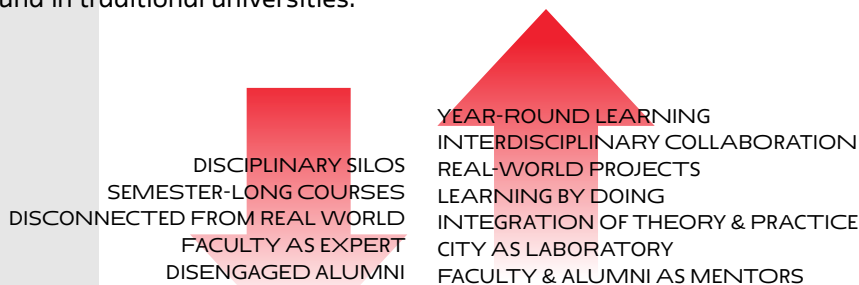 und in traditional universities.
DISCIPLINARY SILOS
SEMESTER-LONG COURSES
DISCONNECTED FROM REAL WORLD
FACULTY AS EXPERT
DISENGAGED ALUMNI
YEAR-ROUND LEARNING
INTERDISCIPLINARY COLLABORATION
REAL-WORLD PROJECTS
LEARNING BY DOING
INTEGRATION OF THEORY & PRACTICE
CITY AS LABORATORY
FACULTY & ALUMNI AS MENTORS